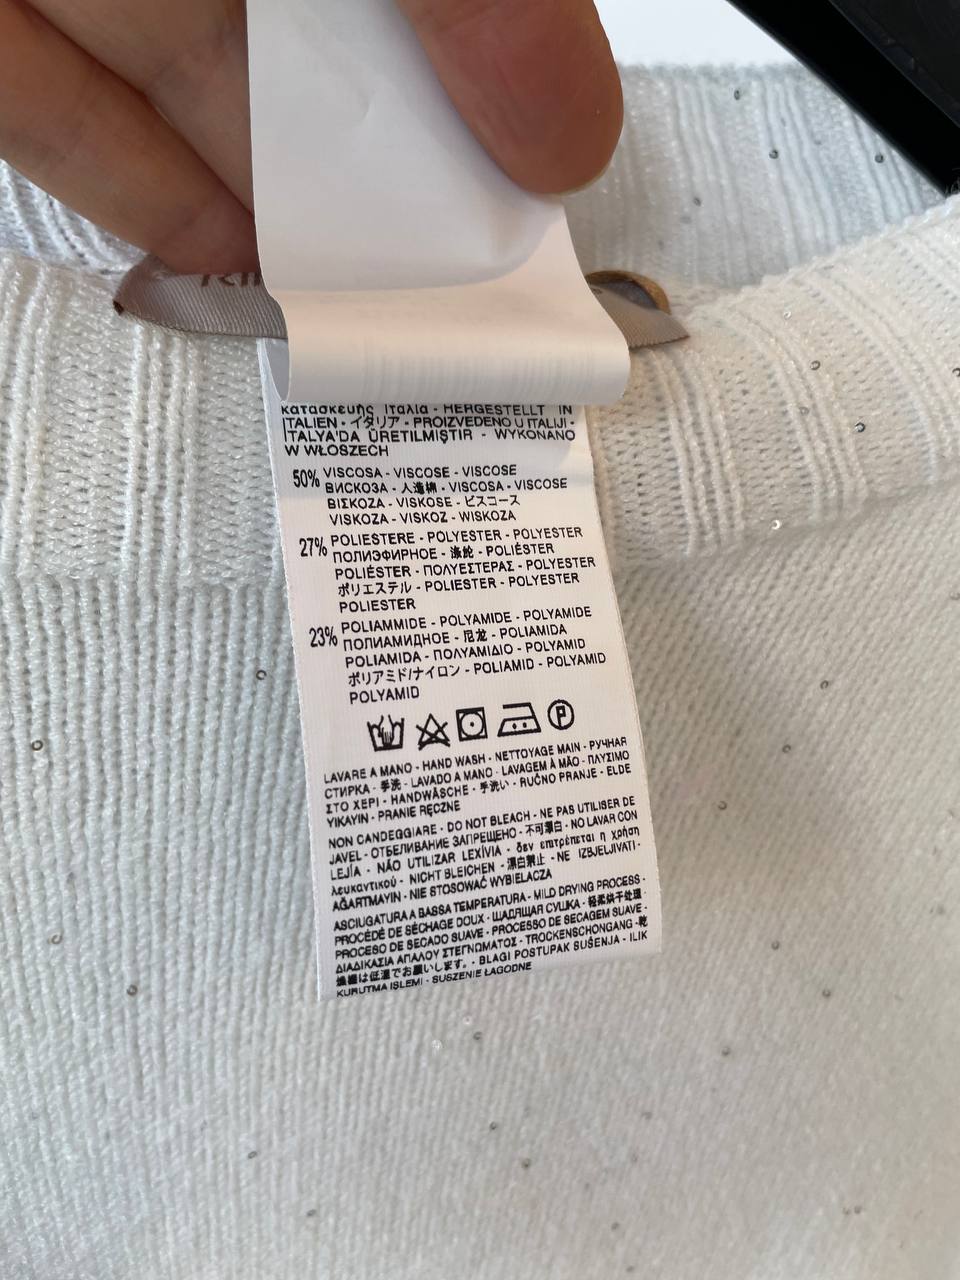 κατασκευής Ιταλία - HERGESTELLT IN
ITALIEN - イタリア - PROIZVEDENO U ITALIJI -
ITALYA'DA ÜRETILMIŞTIR - WYKONANO
W WŁOSZECH
50% VISCOSA - VISCOSE - VISCOSE
ВИСКОЗА - 人造棉 - VISCOSA - VISCOSE
ΒΙΣΚΟΖΑ - VISKOSE - ビスコース
VISKOZA - VISKOZ - WISKOZA
27% POLIESTERE - POLYESTER - POLYESTER
ПОЛИЭФИРНОЕ - 涤纶 - POLIÉSTER
POLIÉSTER - ΠΟΛΥΕΣΤΕΡΑΣ - POLYESTER
ポリエステル - POLIESTER - POLYESTER
POLIESTER
23% POLIAMMIDE - POLYAMIDE - POLYAMIDE
ПОЛИАМИДНОЕ - 尼龙 - POLIAMIDA
POLIAMIDA - ΠΟΛΥΑΜΙΔΙΟ - POLYAMID
ポリアミド/ナイロン - POLIAMID - POLYAMID
POLYAMID
P
LAVARE A MANO - HAND WASH - NETTOYAGE MAIN - РУЧНАЯ
СТИРКА - 手洗 - LAVADO A MANO - LAVAGEM À MÃO - ΠΛΥΣΙΜΟ
ΣΤΟ ΧΕΡΙ - HANDWÄSCHE - 手洗い - RUČNO PRANJE - ELDE
YIKAYIN - PRANIE RĘCZNE
NON CANDEGGIARE - DO NOT BLEACH - NE PAS UTILISER DE
JAVEL - ОТБЕЛИВАНИЕ ЗАПРЕЩЕНО - 不可漂白 - NO LAVAR CON
LEJÍA - NÃO UTILIZAR LEXÍVIA - δεν επιτρέπεται η χρήση
λευκαντικού - NICHT BLEICHEN - 漂白禁止 - NE IZBJELJIVATI -
AĞARTMAYIN - NIE STOSOWAĆ WYBIELACZA
ASCIUGATURA A BASSA TEMPERATURA - MILD DRYING PROCESS -
PROCÉDÉ DE SÉCHAGE DOUX - ЩАДЯЩАЯ СУШКА - 轻柔烘干处理 -
PROCESO DE SECADO SUAVE - PROCESSO DE SECAGEM SUAVE -
ΔΙΑΔΙΚΑΣΙΑ ΑΠΑΛΟΥ ΣΤΕΓΝΩΜΑΤΟΣ - TROCKENSCHONGANG - 乾
燥機は低温でお願いします。 - BLAGI POSTUPAK SUŠENJA - ILIK
KURUTMA IŞLEMI - SUSZENIE ŁAGODNE